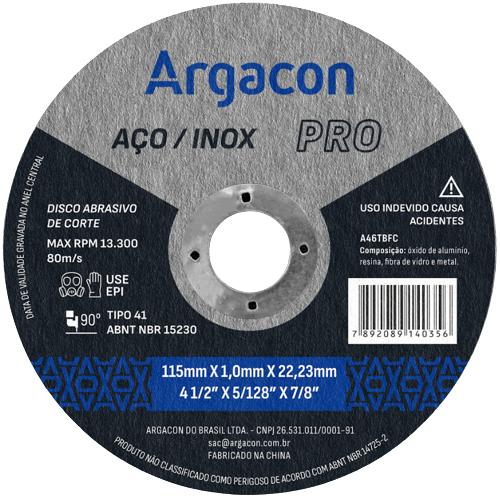 Argacon
AÇO / INOX PRO
DISCO ABRASIVO
DE CORTE
MAX RPM 13.300
80m/s
USE
EPI
90°
TIPO 41
ABNT NBR 15230
DATA DE VALIDADE GRAVADA NO ANEL CENTRAL
USO INDEVIDO CAUSA
ACIDENTES
A46TBFC
Composição: óxido de alumínio,
resina, fibra de vidro e metal.
7 892089 140356
115mm X 1,0mm X 22,23mm
4 1/2” X 5/128” X 7/8”
ARGACON DO BRASIL LTDA. - CNPJ 26.531.011/0001-91
sac@argacon.com.br
FABRICADO NA CHINA
PRODUTO NÃO CLASSIFICADO COMO PERIGOSO DE ACORDO COM ABNT NBR 14725-2